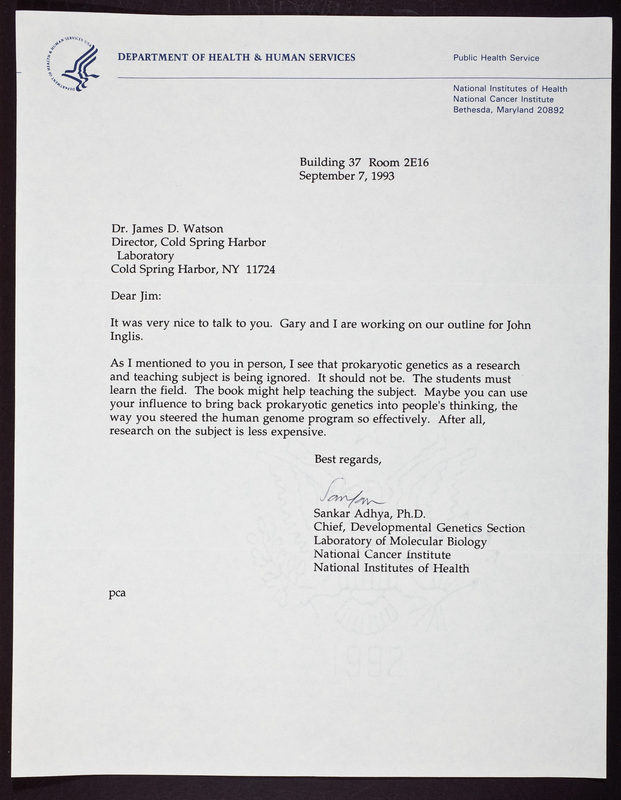 DEPARTMENT OF HEALTH & HUMAN SERVICES
Public Health Service
DEPARTMENT OF HEALTH & HUMAN SERVICES USA
National Institutes of Health
National Cancer Institute
Bethesda, Maryland 20892
Building 37 Room 2E16
September 7, 1993
Dr. James D. Watson
Director, Cold Spring Harbor
Laboratory
Cold Spring Harbor, NY 11724
Dear Jim:
It was very nice to talk to you. Gary and I are working on our outline for John
Inglis.
As I mentioned to you in person, I see that prokaryotic genetics as a research
and teaching subject is being ignored. It should not be. The students must
learn the field. The book might help teaching the subject. Maybe you can use
your influence to bring back prokaryotic genetics into people's thinking, the
way you steered the human genome program so effectively. After all,
research on the subject is less expensive.
Best regards,
Sankar
Sankar Adhya, Ph.D.
Chief, Developmental Genetics Section
Laboratory of Molecular Biology
National Cancer Institute
National Institutes of Health
pca
1992